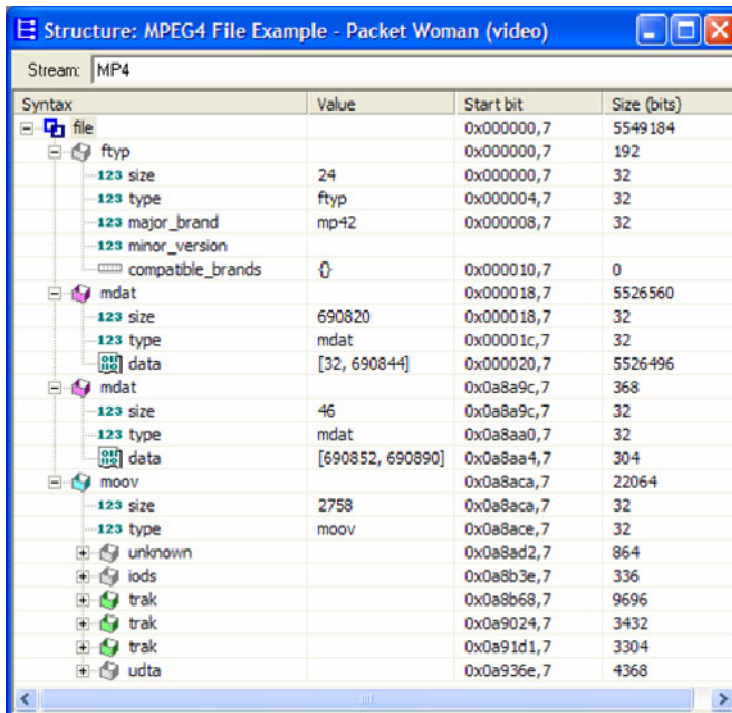 Structure: MPEG4 File Example - Packet Woman (video)
Stream: MP4
Syntax Value Start bit Size (bits)
file 0x000000,7 5549184
ftyp 0x000000,7 192
123 size 24 0x000000,7 32
123 type ftyp 0x000004,7 32
123 major_brand mp42 0x000008,7 32
123 minor_version
compatible_brands {} 0x000010,7 0
mdat 0x000018,7 5526560
123 size 690820 0x000018,7 32
123 type mdat 0x00001c,7 32
data [32, 690844] 0x000020,7 5526496
mdat 0x0a8a9c,7 368
123 size 46 0x0a8a9c,7 32
123 type mdat 0x0a8aa0,7 32
data [690852, 690890] 0x0a8aa4,7 304
moov 0x0a8aca,7 22064
123 size 2758 0x0a8aca,7 32
123 type moov 0x0a8ace,7 32
unknown 0x0a8ad2,7 864
iods 0x0a8b3e,7 336
trak 0x0a8b68,7 9696
trak 0x0a9024,7 3432
trak 0x0a91d1,7 3304
udta 0x0a936e,7 4368